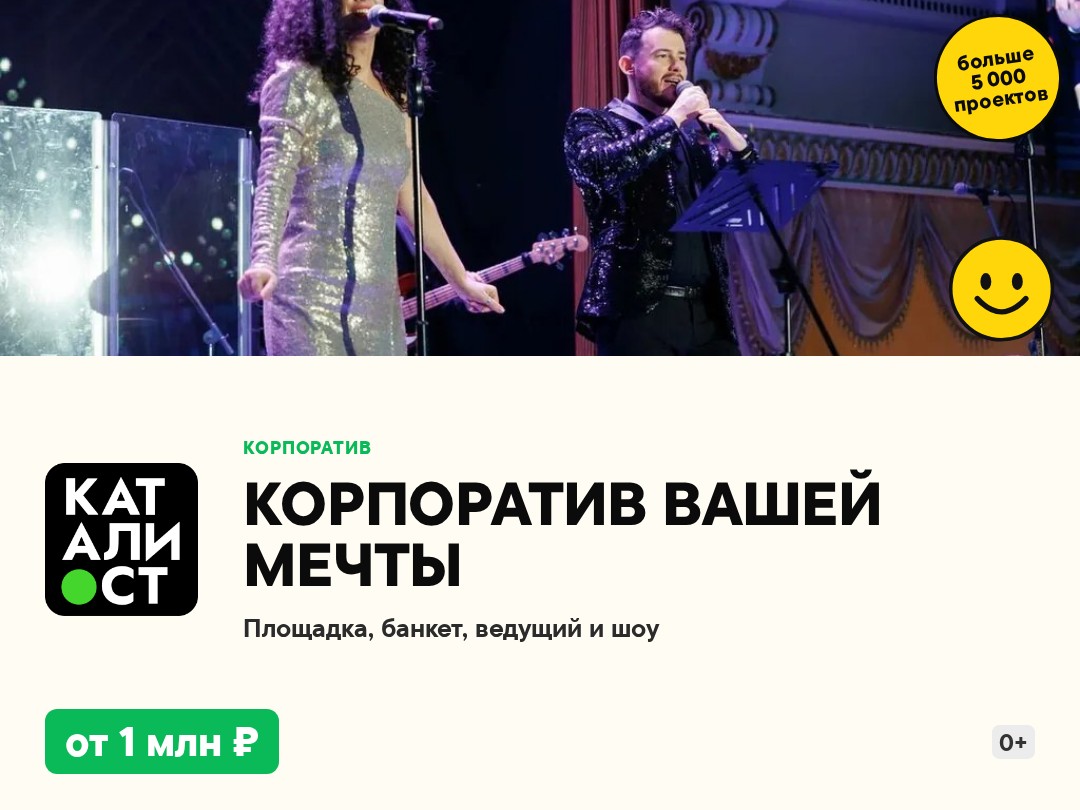 больше
5 000
проектов
КОРПОРАТИВ
КАТ
АЛИ
СТ
КОРПОРАТИВ ВАШЕЙ
МЕЧТЫ
Площадка, банкет, ведущий и шоу
от 1 млн ₽
0+